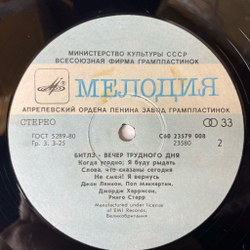 МИНИСТЕРСТВО КУЛЬТУРЫ СССР
ВСЕСОЮЗНАЯ ФИРМА ГРАМПЛАСТИНОК
МЕЛОДИЯ
АПРЕЛЕВСКИЙ ОРДЕНА ЛЕНИНА ЗАВОД ГРАМПЛАСТИНОК
СТЕРЕО 33
ГОСТ 5289-80 С60 23579 008
Гр. 3. 3-25 23580 2
БИТЛЗ - ВЕЧЕР ТРУДНОГО ДНЯ
Когда угодно; Я буду рыдать
Слова, что сказаны сегодня
Не смей! Я вернусь
Джон Леннон, Пол Маккартни,
Джордж Харрисон,
Ринго Старр
Manufactured under licence
of EMI Records,
Великобритания